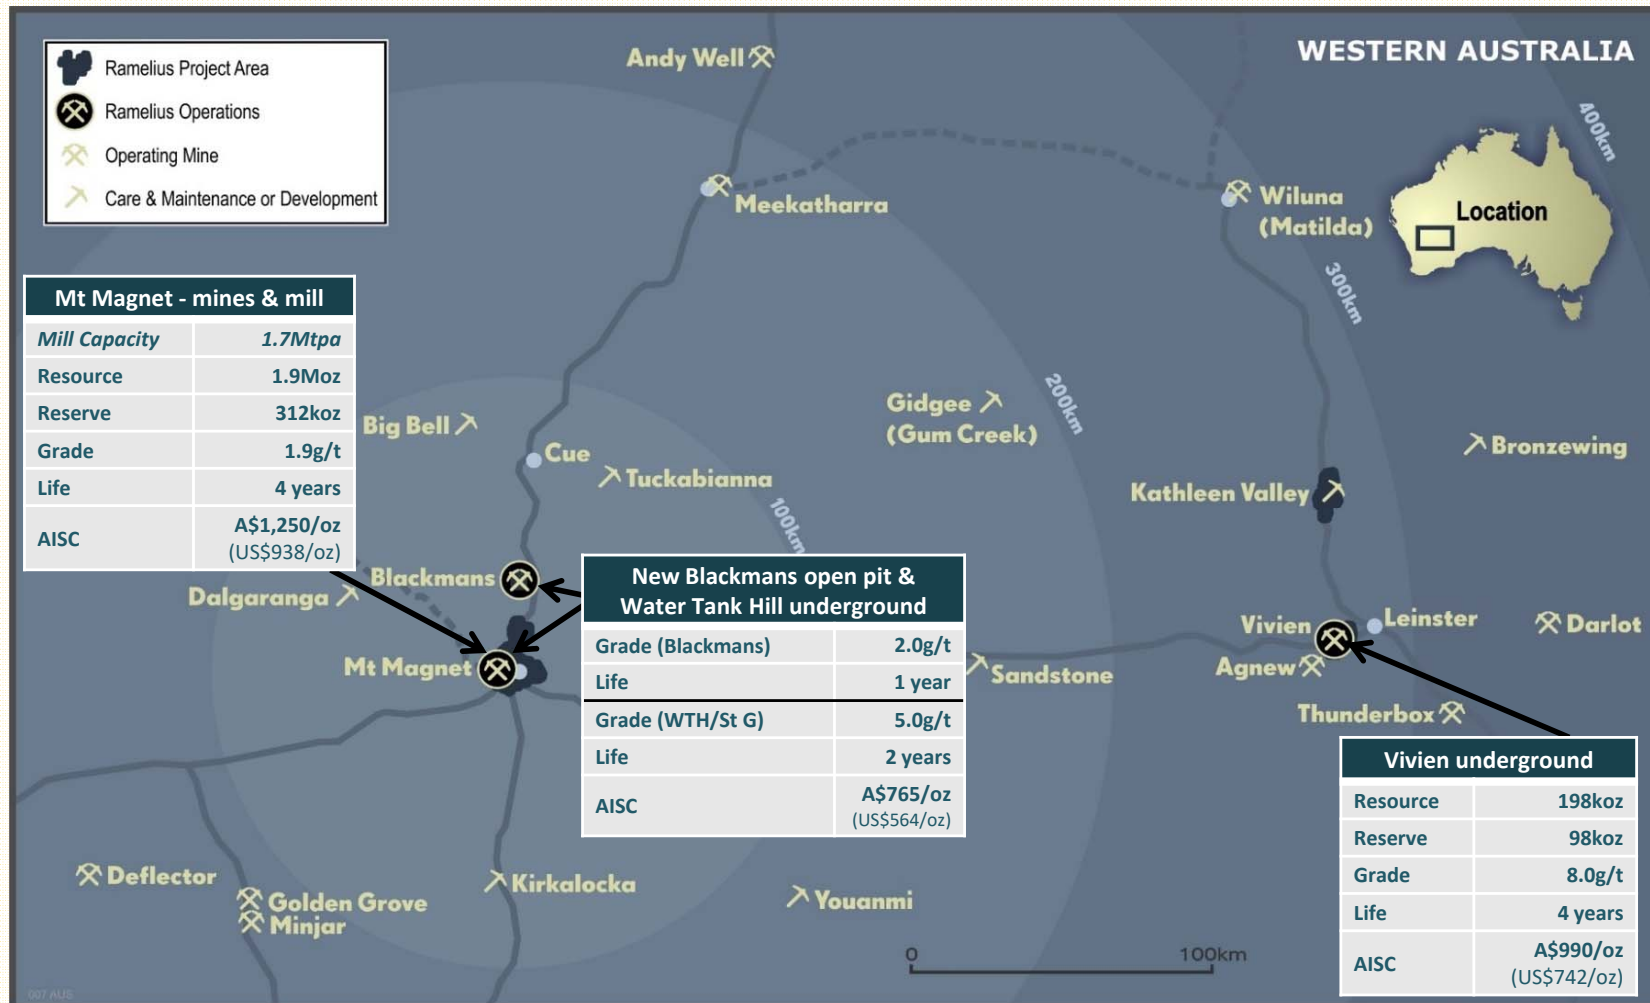 WESTERN AUSTRALIA
Ramelius Project Area
Ramelius Operations
Operating Mine
Care & Maintenance or Development
Andy Well
400km
Meekatharra
Wiluna
(Matilda)
Location
300km
Mt Magnet - mines & mill
Mill Capacity 1.7Mtpa
Resource 1.9Moz
Reserve 312koz
Grade 1.9g/t
Life 4 years
AISC A$1,250/oz
(US$938/oz)
Big Bell
Cue
Tuckabianna
Gidgee
(Gum Creek)
200km
Bronzewing
Kathleen Valley
100km
Blackmans
Dalgaranga
Mt Magnet
New Blackmans open pit &
Water Tank Hill underground
Grade (Blackmans) 2.0g/t
Life 1 year
Grade (WTH/St G) 5.0g/t
Life 2 years
AISC A$765/oz
(US$564/oz)
Vivien
Leinster
Darlot
Sandstone
Agnew
Thunderbox
Vivien underground
Resource 198koz
Reserve 98koz
Grade 8.0g/t
Life 4 years
AISC A$990/oz
(US$742/oz)
Deflector
Golden Grove
Minjar
Kirkalocka
Youanmi
0 100km